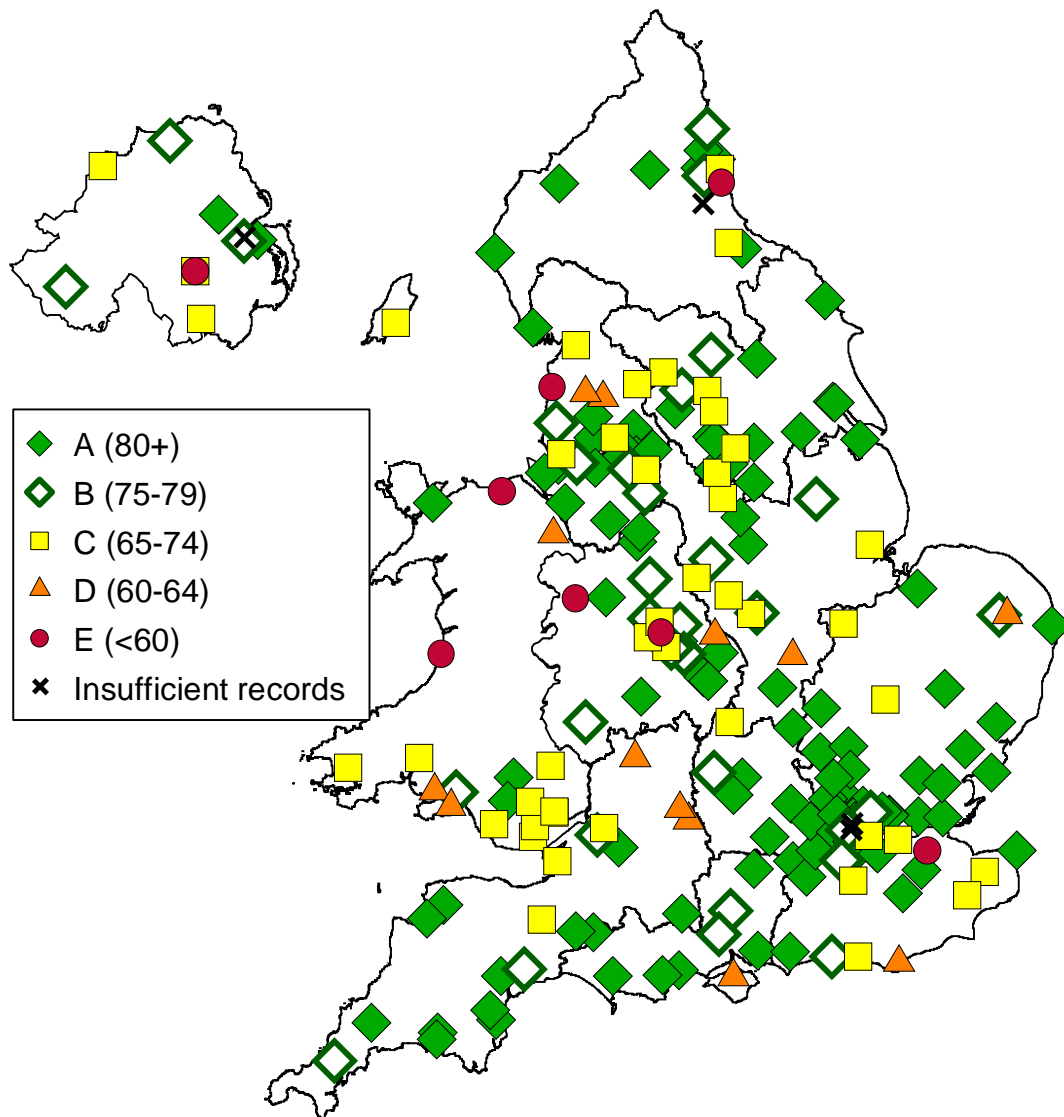 A (80+)
B (75-79)
C (65-74)
D (60-64)
E (<60)
Insufficient records